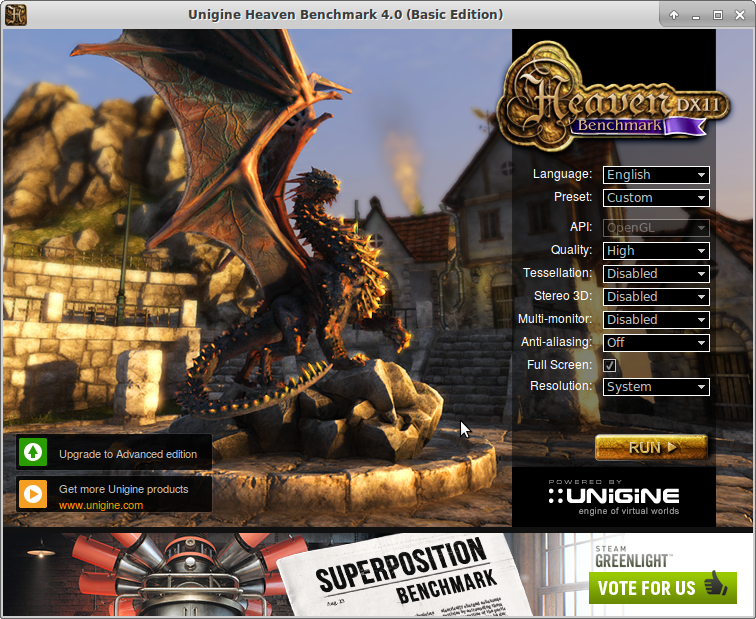 Unigine Heaven Benchmark 4.0 (Basic Edition)
Heaven DX11
Benchmark
Language: English
Preset: Custom
API: OpenGL
Quality: High
Tessellation: Disabled
Stereo 3D: Disabled
Multi-monitor: Disabled
Anti-aliasing: Off
Full Screen:
Resolution: System
RUN
Upgrade to Advanced edition
Get more Unigine products
www.unigine.com
POWERED BY
UNIGINE
engine of virtual worlds
SUPERPOSITION
BENCHMARK
Aug. 23
STEAM
GREENLIGHT™
VOTE FOR US